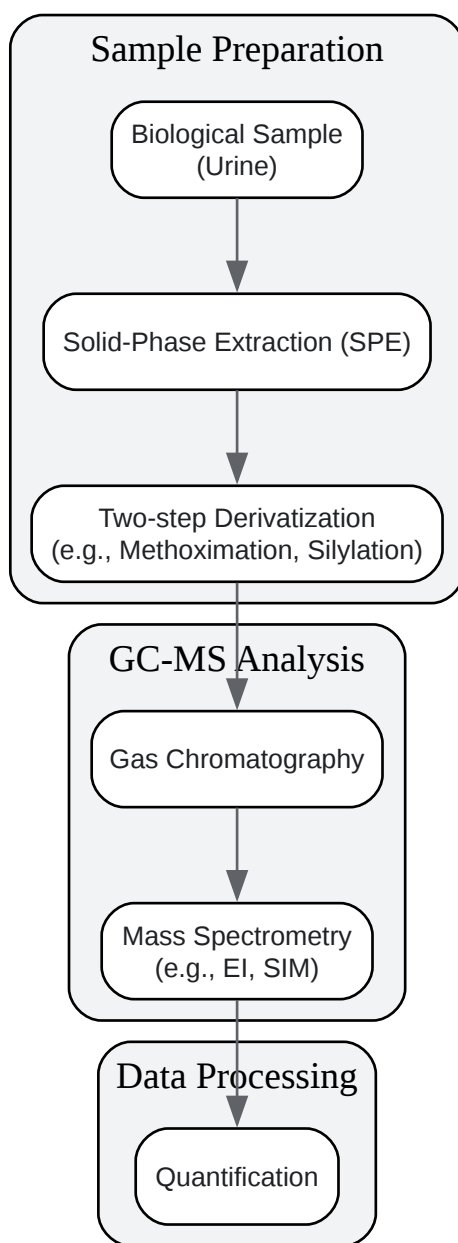 Sample Preparation
Biological Sample
(Urine)
Solid-Phase Extraction (SPE)
Two-step Derivatization
(e.g., Methoximation, Silylation)
GC-MS Analysis
Gas Chromatography
Mass Spectrometry
(e.g., EI, SIM)
Data Processing
Quantification